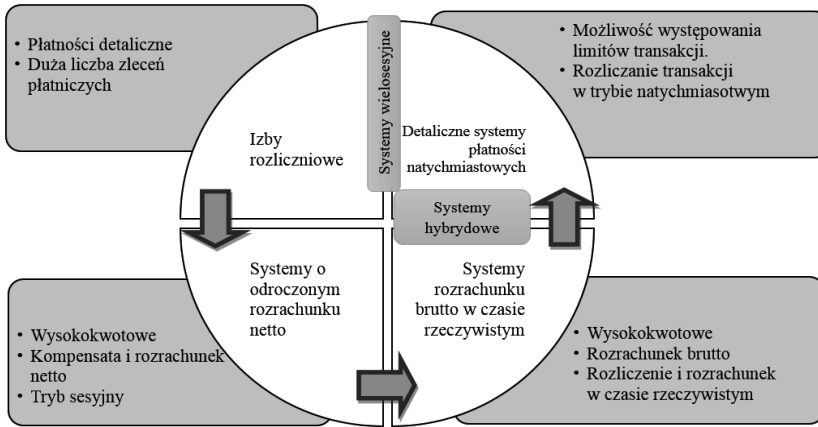 • Płatności detaliczne
• Duża liczba zleceń
płatniczych
Izby
rozliczniowe
Systemy wielosesyjne
• Możliwość występowania
limitów transakcji.
• Rozliczanie transakcji
w trybie natychmiasotwym
Detaliczne systemy
płatności
natychmiastowych
Systemy
hybrydowe
Systemy o
odroczonym
rozrachunku
netto
Systemy
rozrachunku
brutto w czasie
rzeczywistym
• Wysokokwotowe
• Kompensata i rozrachunek
netto
• Tryb sesyjny
• Wysokokwotowe
• Rozrachunek brutto
• Rozliczenie i rozrachunek
w czasie rzeczywistym